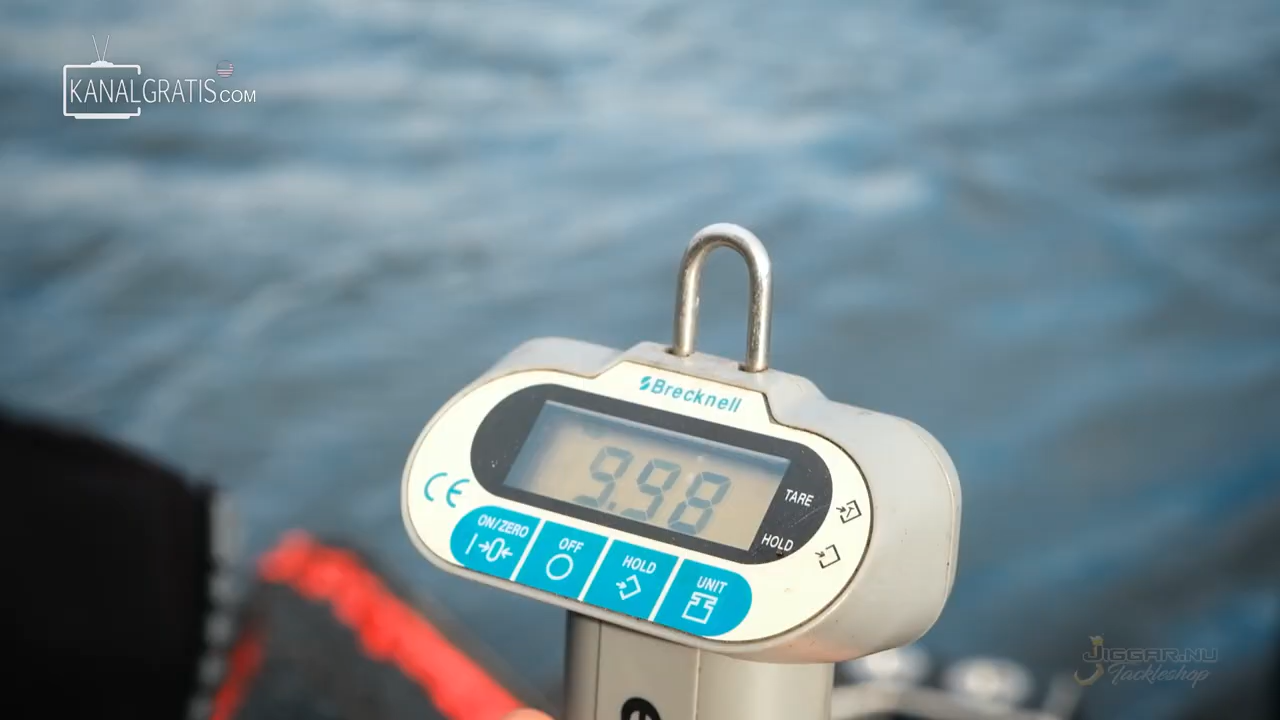 KANALGRATIS.COM
Brecknell
9.98
TARE
HOLD
CE
ON/ZERO
OFF
HOLD
UNIT
JIGGAR.NU
Tackleshop